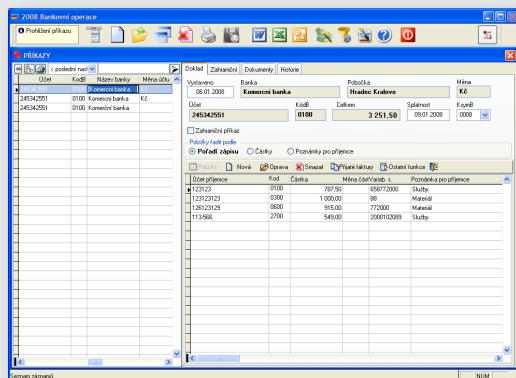 2008 Bankovní operace
Prohlížení příkazu
PŘÍKAZY
< poslední nast
Účet KódB Název banky Měna účtu
245342551 0100 Komercni banka Kč
245342551 0100 Komerční banka Kč
245342551 0100 Komerční banka
Doklad Zahraniční Dokumenty Historie
Vystaveno Banka Pobočka Měna
06.01.2008 Komercni banka Hradec Kralove Kč
Účet KódB Celkem Splatnost KsymB
245342551 0100 3 251,50 09.01.2008 0008
Zahraniční příkaz
Položky řadit podle
Pořadí zápisu Částky Poznámky pro příjemce
Položky Nová Oprava Smazat Přijaté faktury Ostatní funkce
Účet příjemce Kod Částka Měna část Variab. s. Poznámka pro příjemce
123123 0100 787,50 658772000 Služby
123123123 0300 1 000,00 88 Materiál
126123129 0600 915,00 772000 Materiál
113-566 2700 549,00 2000102089 Služby
Seznam záznamů NUM